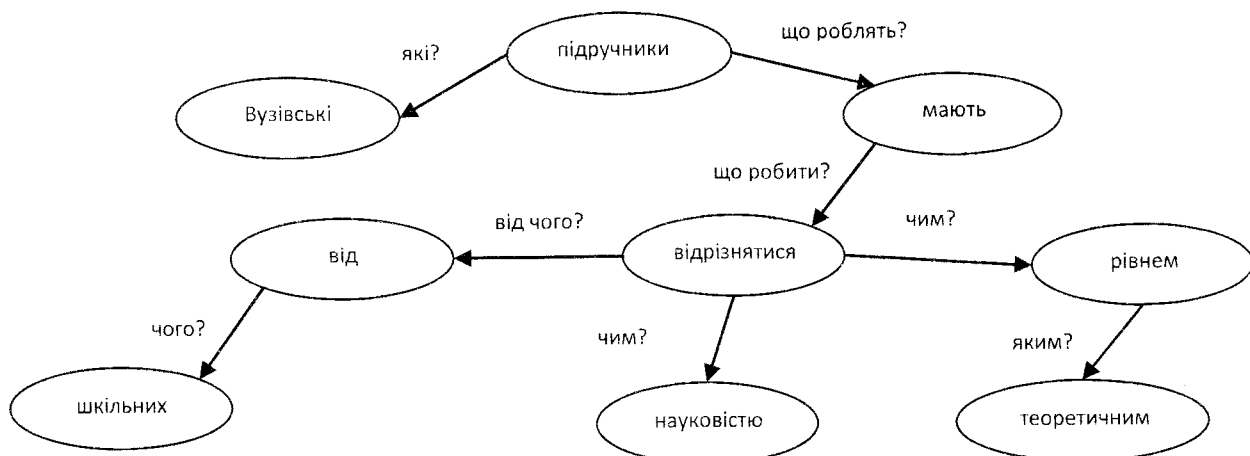 підручники
що роблять?
які?
Вузівські
мають
що робити?
від чого?
чим?
від
відрізнятися
рівнем
чого?
чим?
яким?
шкільних
науковістю
теоретичним